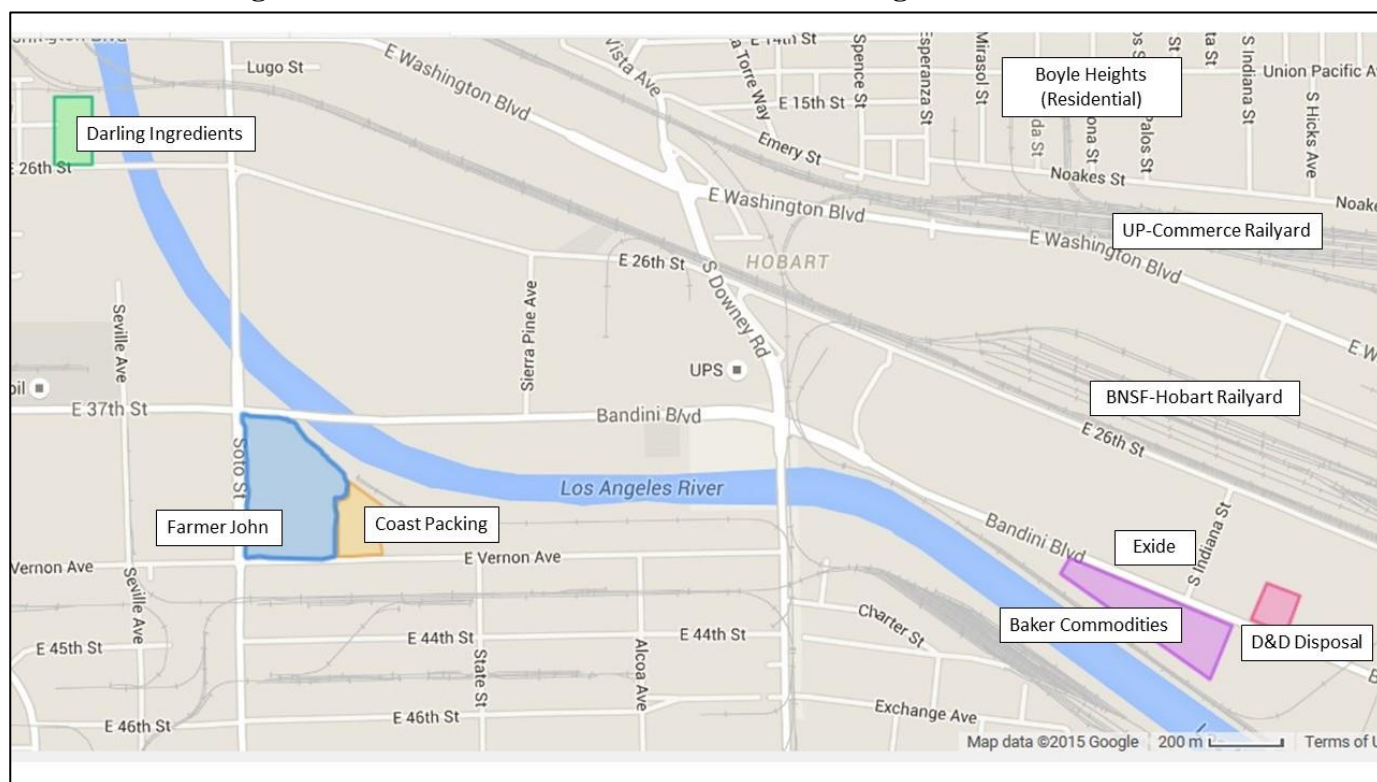 Lugo St
E Washington Blvd
Vista Ave
E 14th St
Spence St
Esperanza St
Mirasol St
S Indiana St
Union Pacific Av
Boyle Heights
(Residential)
E 15th St
S Hicks Ave
Darling Ingredients
Emery St
E 26th St
Noakes St
Noake
E Washington Blvd
UP-Commerce Railyard
E Washington Blvd
E 26th St
HOBART
S Downey Rd
Sierra Pine Ave
Seville Ave
UPS
E 37th St
Bandini Blvd
BNSF-Hobart Railyard
E 26th St
Soto St
Los Angeles River
Farmer John
Coast Packing
Bandini Blvd
Exide
S Indiana St
Vernon Ave
E Vernon Ave
Seville Ave
Charter St
Baker Commodities
D&D Disposal
E 45th St
E 44th St
E 44th St
State St
Alcoa Ave
E 46th St
E 46th St
Exchange Ave
Map data ©2015 Google
200 m
Terms of U